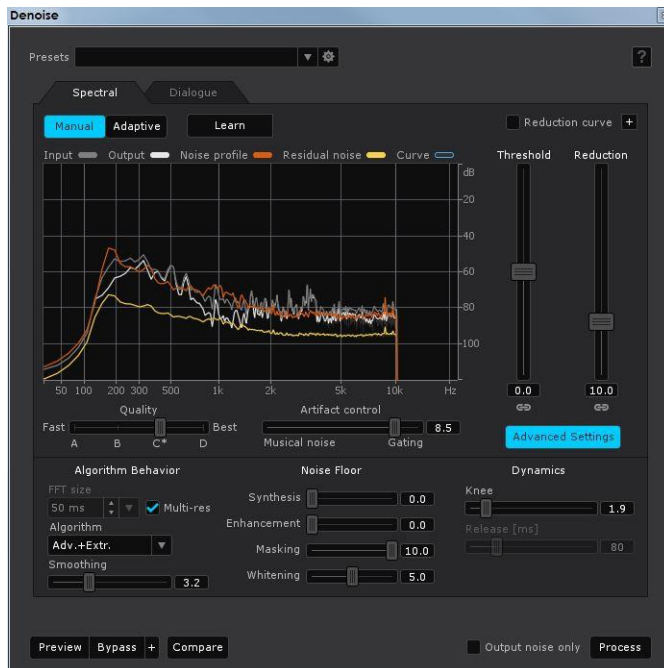 Denoise
Presets
?
Spectral Dialogue
Manual Adaptive Learn Reduction curve +
Input Output Noise profile Residual noise Curve Threshold Reduction
dB
-20
-40
-60
-80
-100
50 100 200 300 500 1k 2k 5k 10k Hz
0.0 10.0
Quality Artifact control
Fast Best 8.5
A B C* D Musical noise Gating
Advanced Settings
Algorithm Behavior Noise Floor Dynamics
FFT size
50 ms Multi-res
Algorithm
Adv.+Extr.
Smoothing
3.2
Synthesis 0.0
Enhancement 0.0
Masking 10.0
Whitening 5.0
Knee
1.9
Release [ms]
80
Preview Bypass + Compare Output noise only Process